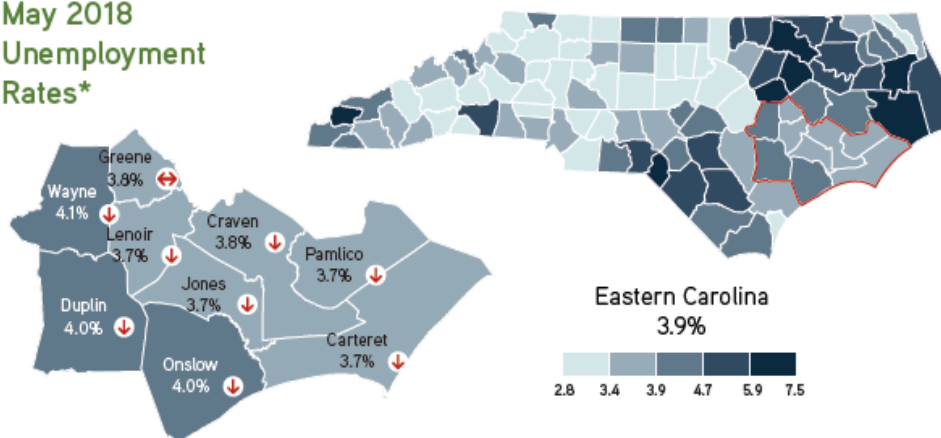 May 2018
Unemployment
Rates*
Greene
3.8%
Wayne
4.1%
Lenoir
3.7%
Craven
3.8%
Pamlico
3.7%
Jones
3.7%
Duplin
4.0%
Onslow
4.0%
Carteret
3.7%
Eastern Carolina
3.9%
2.8 3.4 3.9 4.7 5.9 7.5